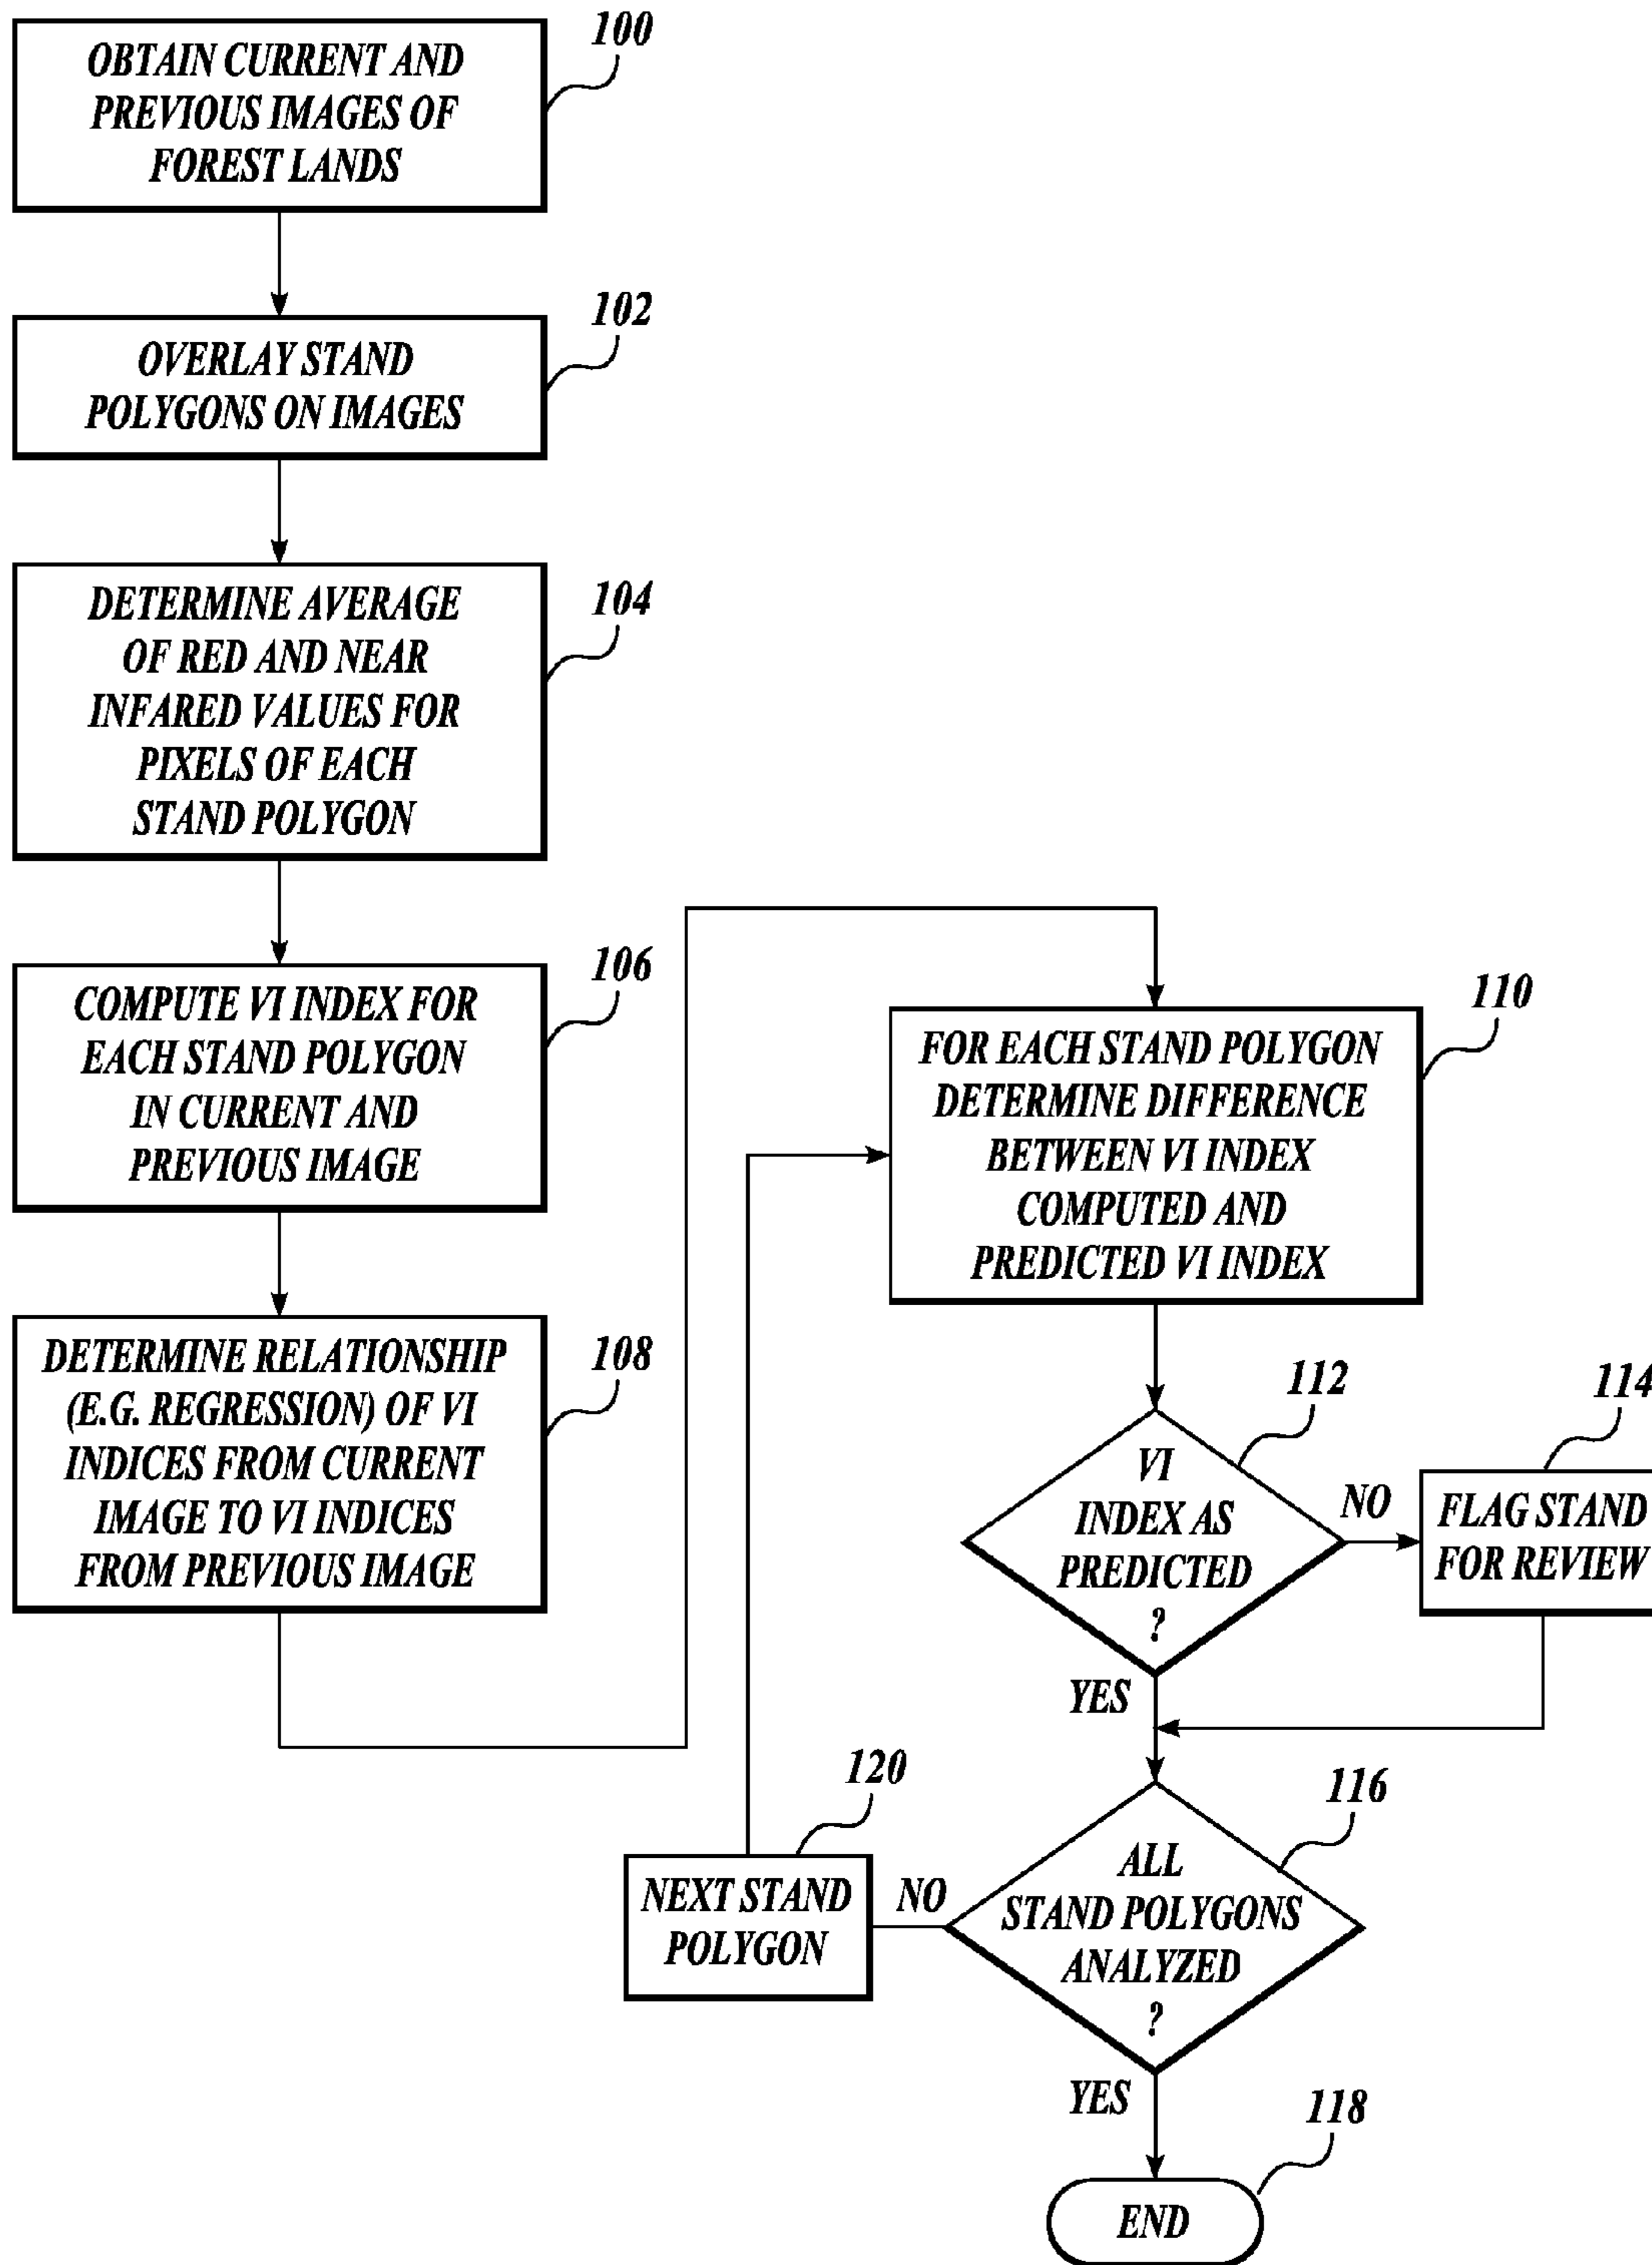 100
OBTAIN CURRENT AND
PREVIOUS IMAGES OF
FOREST LANDS
102
OVERLAY STAND
POLYGONS ON IMAGES
104
DETERMINE AVERAGE
OF RED AND NEAR
INFARED VALUES FOR
PIXELS OF EACH
STAND POLYGON
106
COMPUTE VI INDEX FOR
EACH STAND POLYGON
IN CURRENT AND
PREVIOUS IMAGE
108
DETERMINE RELATIONSHIP
(E.G. REGRESSION) OF VI
INDICES FROM CURRENT
IMAGE TO VI INDICES
FROM PREVIOUS IMAGE
110
FOR EACH STAND POLYGON
DETERMINE DIFFERENCE
BETWEEN VI INDEX
COMPUTED AND
PREDICTED VI INDEX
112
VI
INDEX AS
PREDICTED
?
NO
114
FLAG STAND
FOR REVIEW
YES
116
ALL
STAND POLYGONS
ANALYZED
?
NO
120
NEXT STAND
POLYGON
YES
118
END